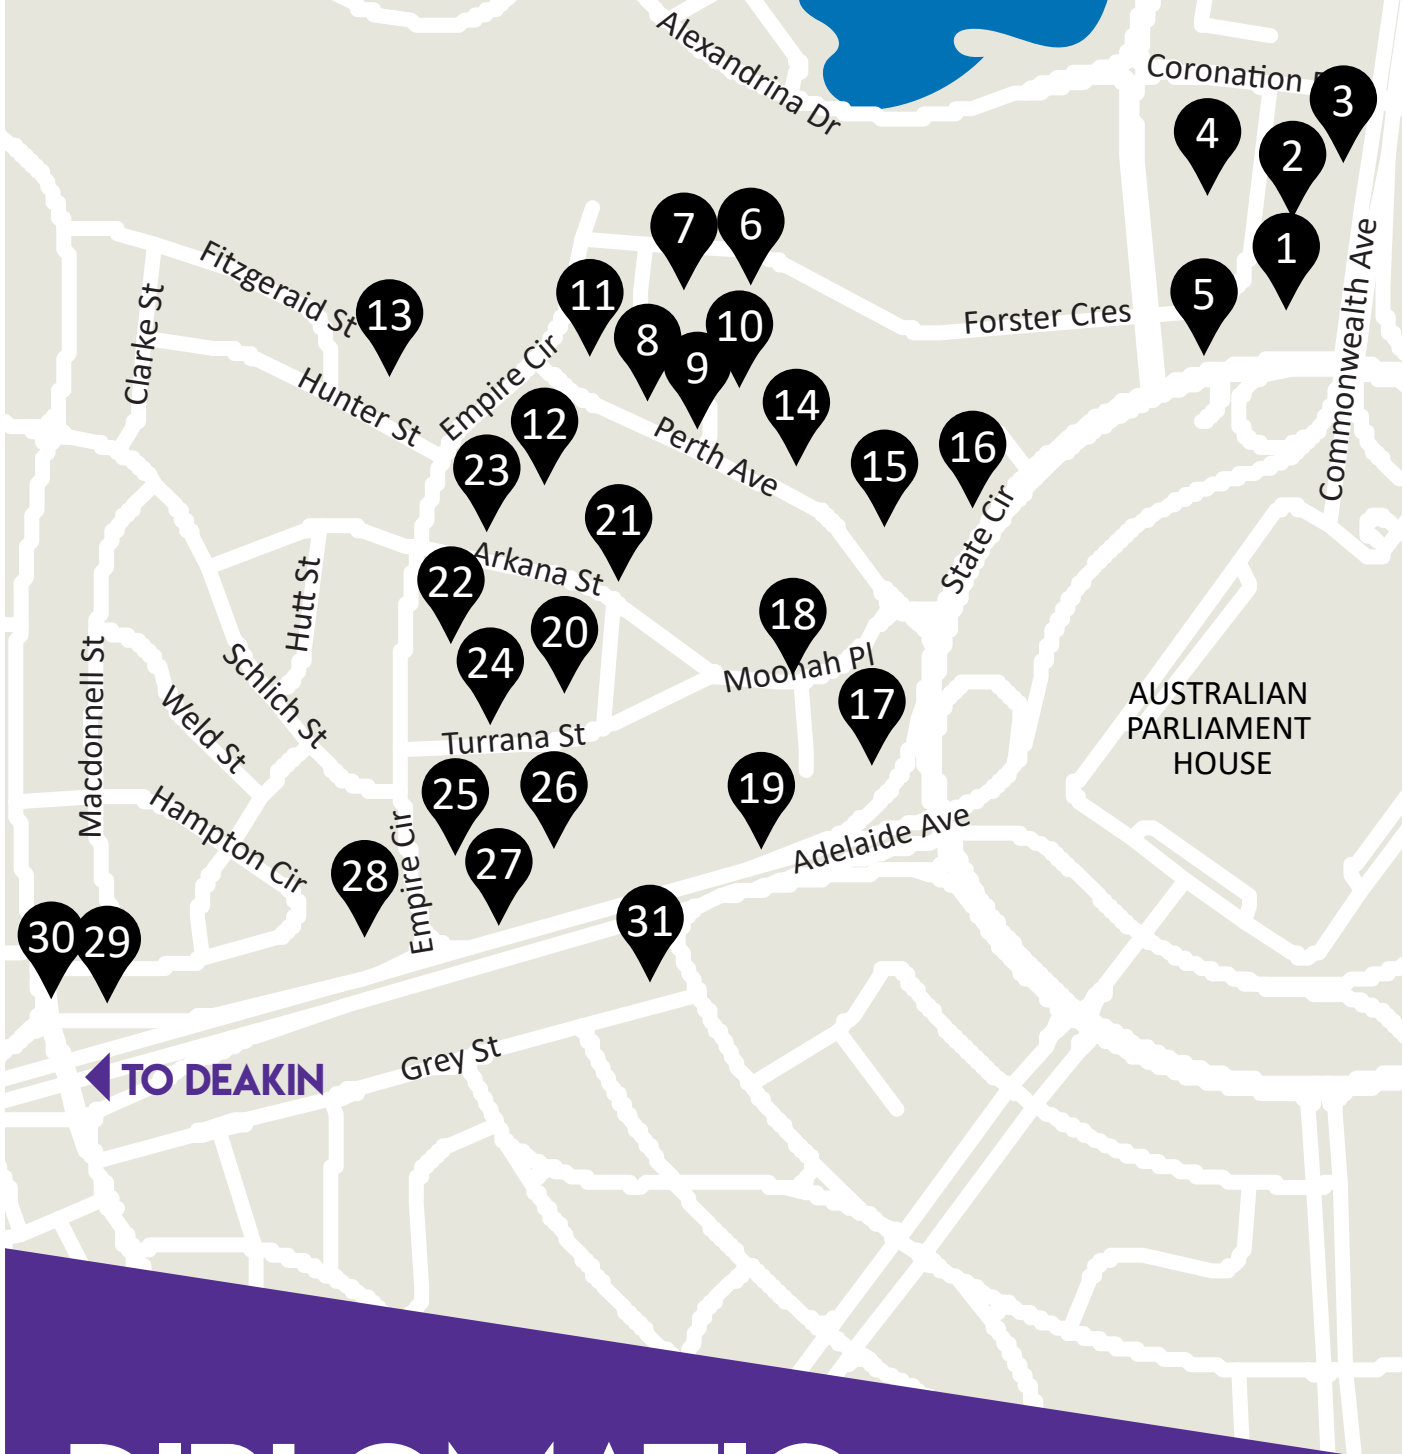 Alexandrina Dr
Coronation
3
4
2
7
6
1
Fitzgeraid St
Commonwealth Ave
11
5
13
Clarke St
8
10
Forster Cres
9
Empire Cir
Hunter St
14
12
Perth Ave
16
23
15
21
State Cir
Arkana St
22
Hutt St
18
20
24
Moonah Pl
Schlich St
Macdonnell St
17
AUSTRALIAN
PARLIAMENT
HOUSE
Weld St
Turrana St
25
26
19
Hampton Cir
Adelaide Ave
Empire Cir
27
28
31
30
29
Grey St
TO DEAKIN
DIPLOMATIC